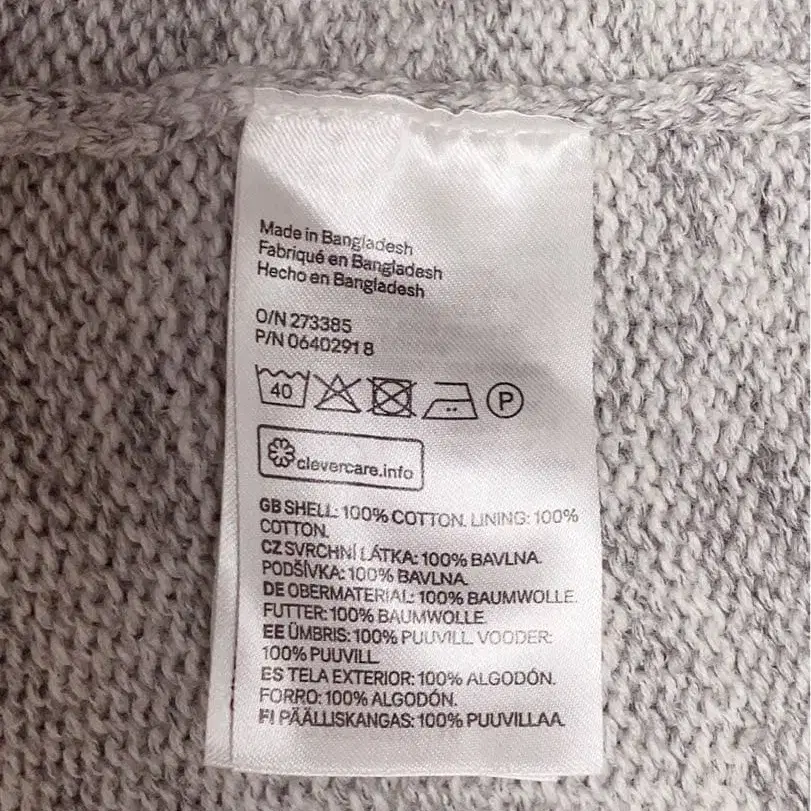 Made in Bangladesh
Fabriqué en Bangladesh
Hecho en Bangladesh
O/N 273385
P/N 06402918
40
P
clevercare.info
GB SHELL: 100% COTTON. LINING: 100%
COTTON.
CZ SVRCHNÍ LÁTKA: 100% BAVLNA.
PODŠÍVKA: 100% BAVLNA.
DE OBERMATERIAL: 100% BAUMWOLLE.
FUTTER: 100% BAUMWOLLE
EE ÜMBRIS: 100% PUUVILL. VOODER:
100% PUUVILL
ES TELA EXTERIOR: 100% ALGODÓN.
FORRO: 100% ALGODÓN.
FI PÄÄLLISKANGAS: 100% PUUVILLAA.